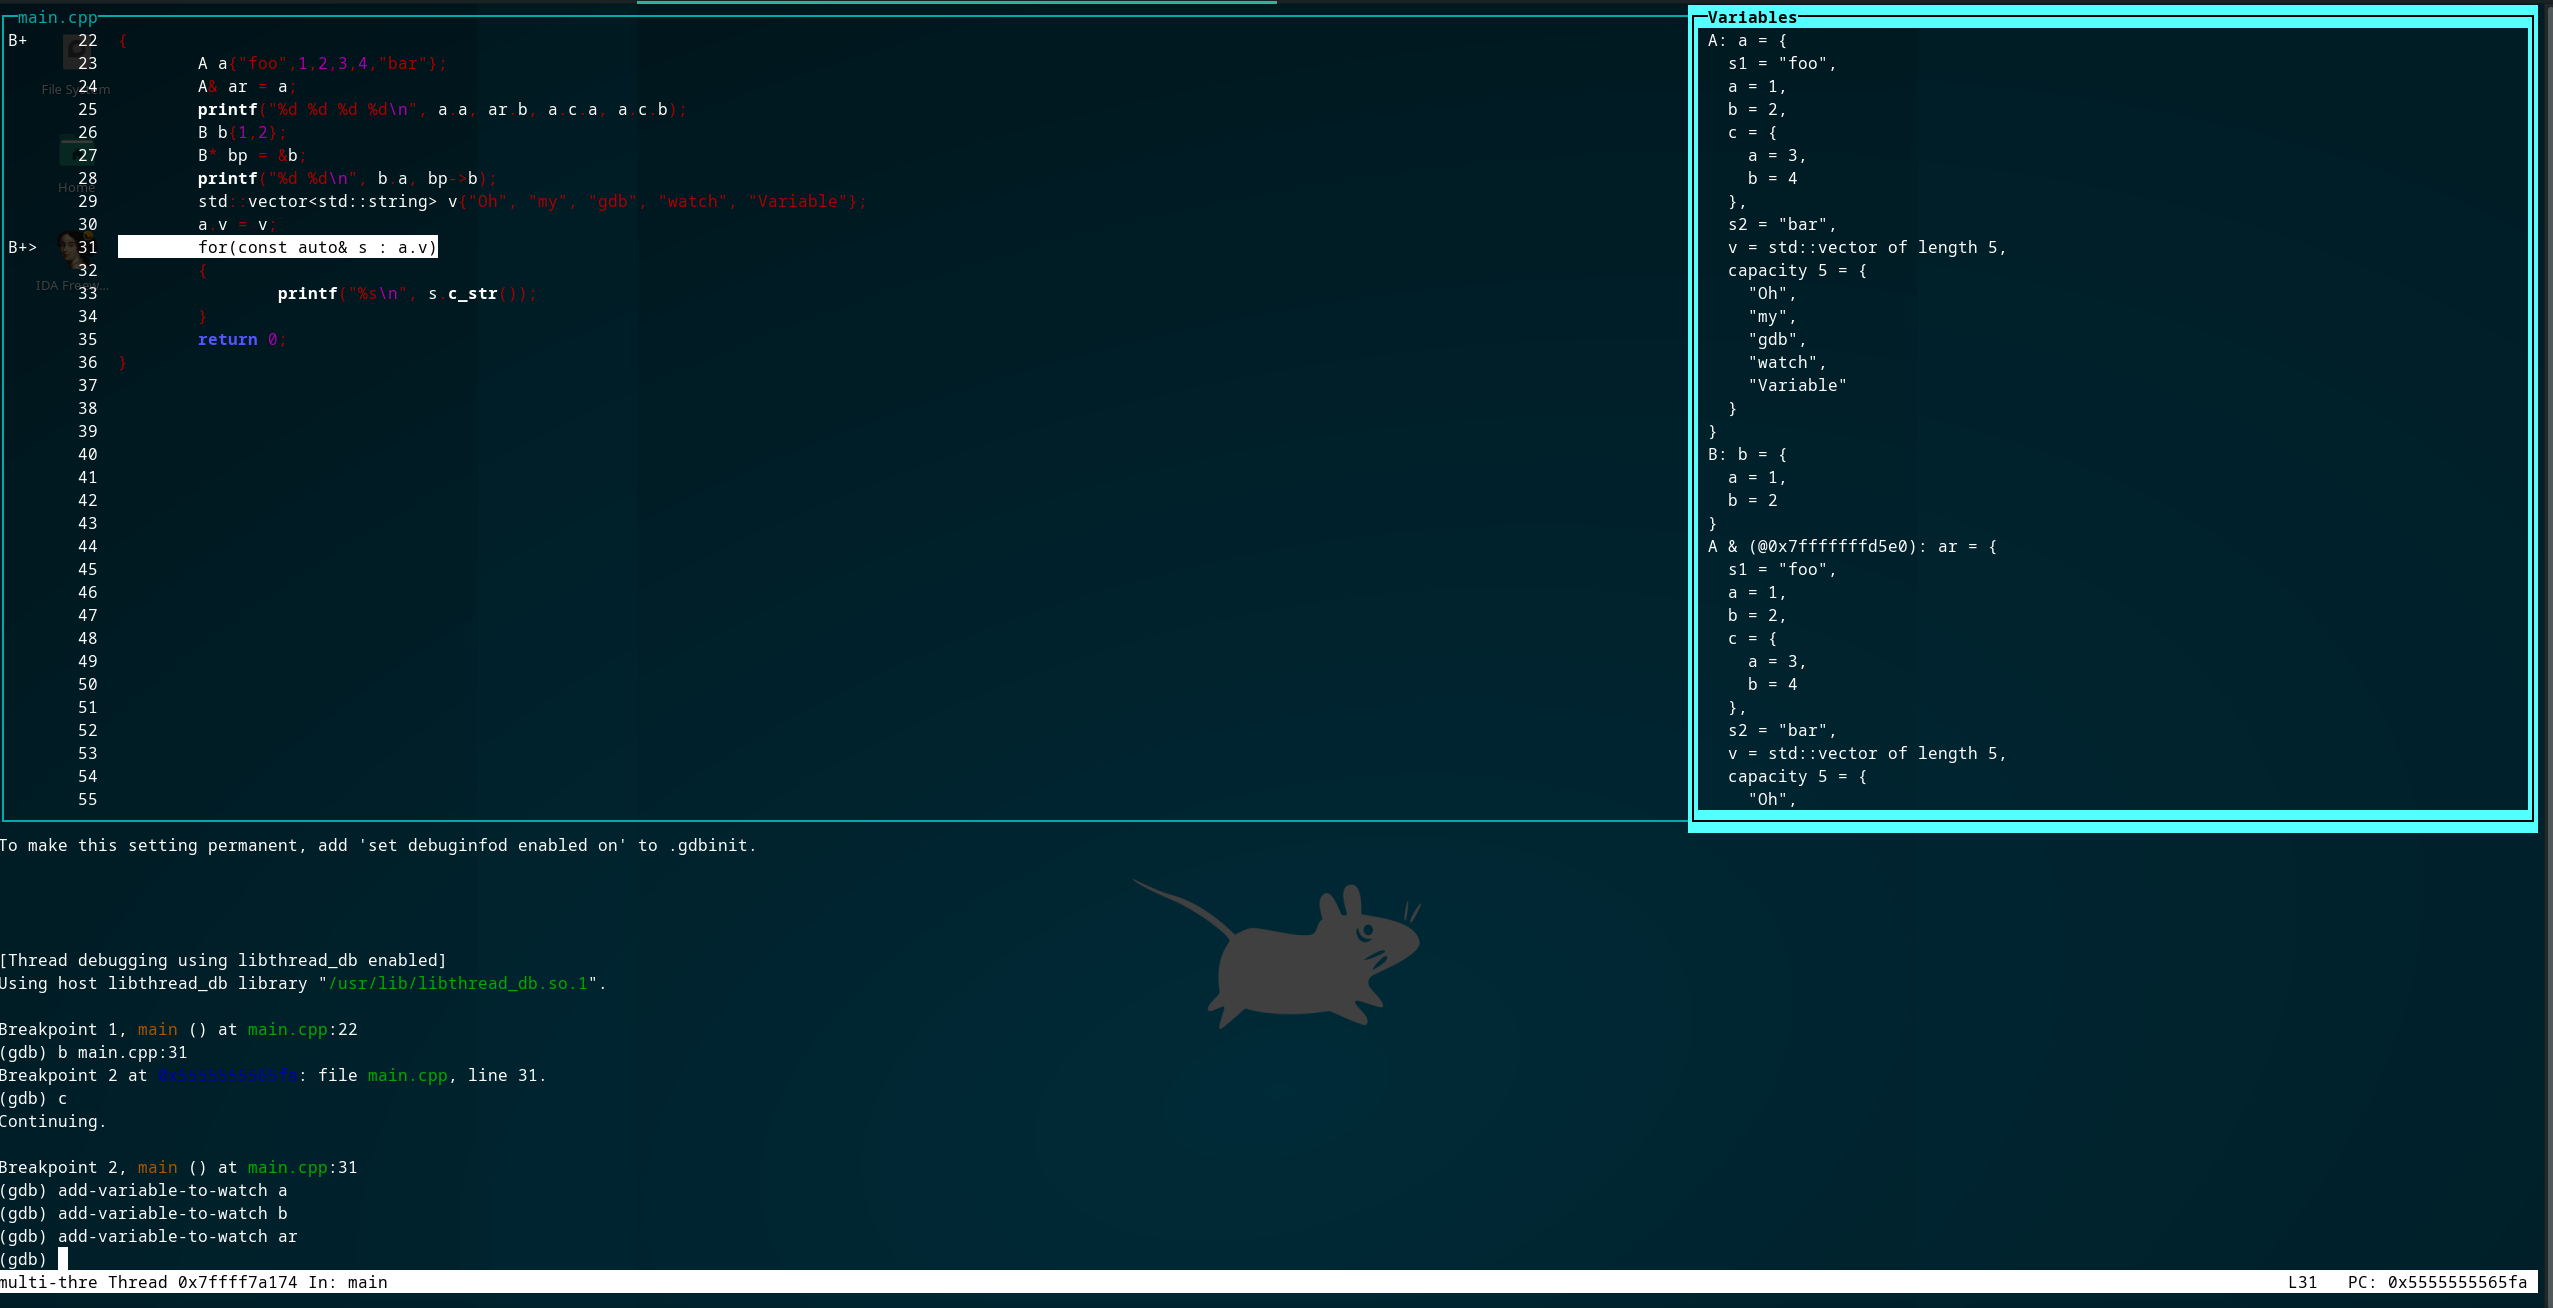 main.cpp
B+ 22 {
23 A a{"foo",1,2,3,4,"bar"};
24 A& ar = a;
25 printf("%d %d %d %d\n", a.a, ar.b, a.c.a, a.c.b);
26 B b{1,2};
27 B* bp = &b;
28 printf("%d %d\n", b.a, bp->b);
29 std::vector<std::string> v{"Oh", "my", "gdb", "watch", "Variable"};
30 a.v = v;
B+> 31 for(const auto& s : a.v)
32 {
33 printf("%s\n", s.c_str());
34 }
35 return 0;
36 }
37
38
39
40
41
42
43
44
45
46
47
48
49
50
51
52
53
54
55
File System
Home
IDA Freew...
Variables
A: a = {
s1 = "foo",
a = 1,
b = 2,
c = {
a = 3,
b = 4
},
s2 = "bar",
v = std::vector of length 5,
capacity 5 = {
"Oh",
"my",
"gdb",
"watch",
"Variable"
}
}
B: b = {
a = 1,
b = 2
}
A & (@0x7fffffffd5e0): ar = {
s1 = "foo",
a = 1,
b = 2,
c = {
a = 3,
b = 4
},
s2 = "bar",
v = std::vector of length 5,
capacity 5 = {
"Oh",
To make this setting permanent, add 'set debuginfod enabled on' to .gdbinit.
[Thread debugging using libthread_db enabled]
Using host libthread_db library "/usr/lib/libthread_db.so.1".
Breakpoint 1, main () at main.cpp:22
(gdb) b main.cpp:31
Breakpoint 2 at 0x5555555565fa: file main.cpp, line 31.
(gdb) c
Continuing.
Breakpoint 2, main () at main.cpp:31
(gdb) add-variable-to-watch a
(gdb) add-variable-to-watch b
(gdb) add-variable-to-watch ar
(gdb)
multi-thre Thread 0x7ffff7a174 In: main L31 PC: 0x5555555565fa